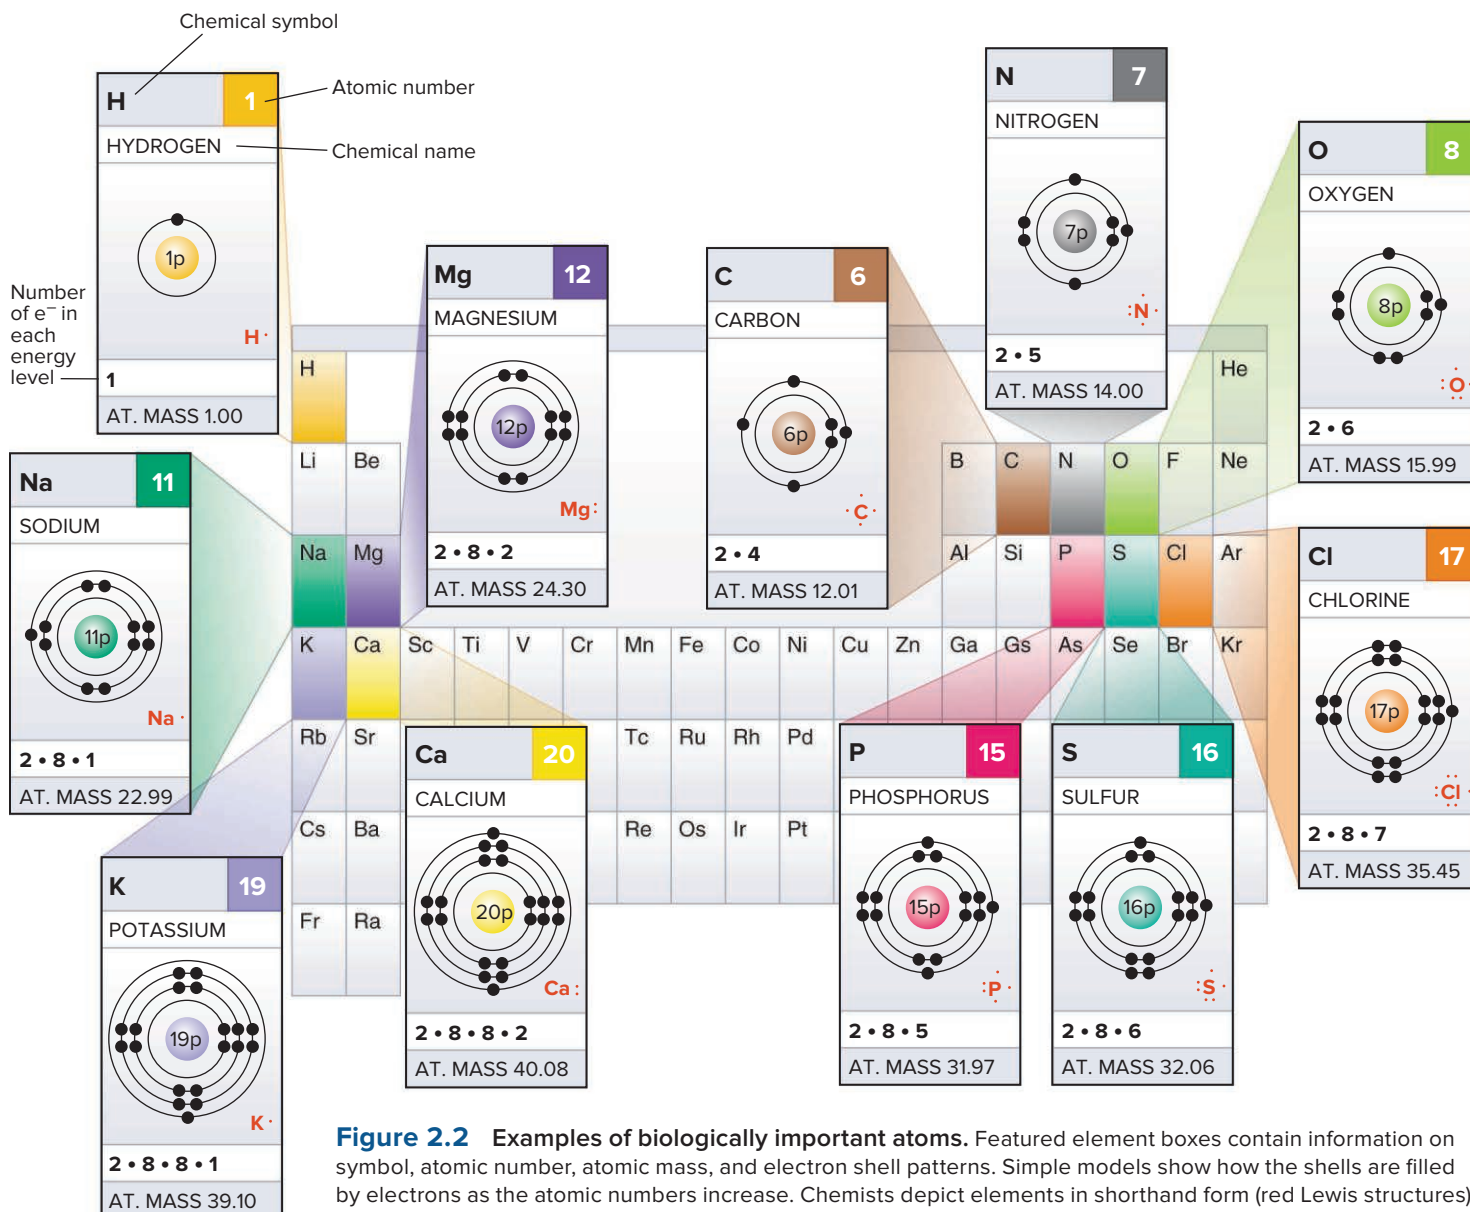 Chemical symbol
H 1
Atomic number
HYDROGEN
Chemical name
1p
H·
Number
of e⁻ in
each
energy
level
1
AT. MASS 1.00
N 7
NITROGEN
7p
:N·
2 • 5
AT. MASS 14.00
O 8
OXYGEN
8p
:O·
2 • 6
AT. MASS 15.99
Mg 12
MAGNESIUM
12p
Mg:
2 • 8 • 2
AT. MASS 24.30
C 6
CARBON
6p
·C·
2 • 4
AT. MASS 12.01
Na 11
SODIUM
11p
Na·
2 • 8 • 1
AT. MASS 22.99
Cl 17
CHLORINE
17p
:Cl·
2 • 8 • 7
AT. MASS 35.45
H He
Li Be B C N O F Ne
Na Mg Al Si P S Cl Ar
K Ca Sc Ti V Cr Mn Fe Co Ni Cu Zn Ga Gs As Se Br Kr
Rb Sr Tc Ru Rh Pd
Cs Ba Re Os Ir Pt
Fr Ra
K 19
POTASSIUM
19p
K·
2 • 8 • 8 • 1
AT. MASS 39.10
Ca 20
CALCIUM
20p
Ca:
2 • 8 • 8 • 2
AT. MASS 40.08
P 15
PHOSPHORUS
15p
:P·
2 • 8 • 5
AT. MASS 31.97
S 16
SULFUR
16p
:S·
2 • 8 • 6
AT. MASS 32.06
Figure 2.2 Examples of biologically important atoms. Featured element boxes contain information on
symbol, atomic number, atomic mass, and electron shell patterns. Simple models show how the shells are filled
by electrons as the atomic numbers increase. Chemists depict elements in shorthand form (red Lewis structures)